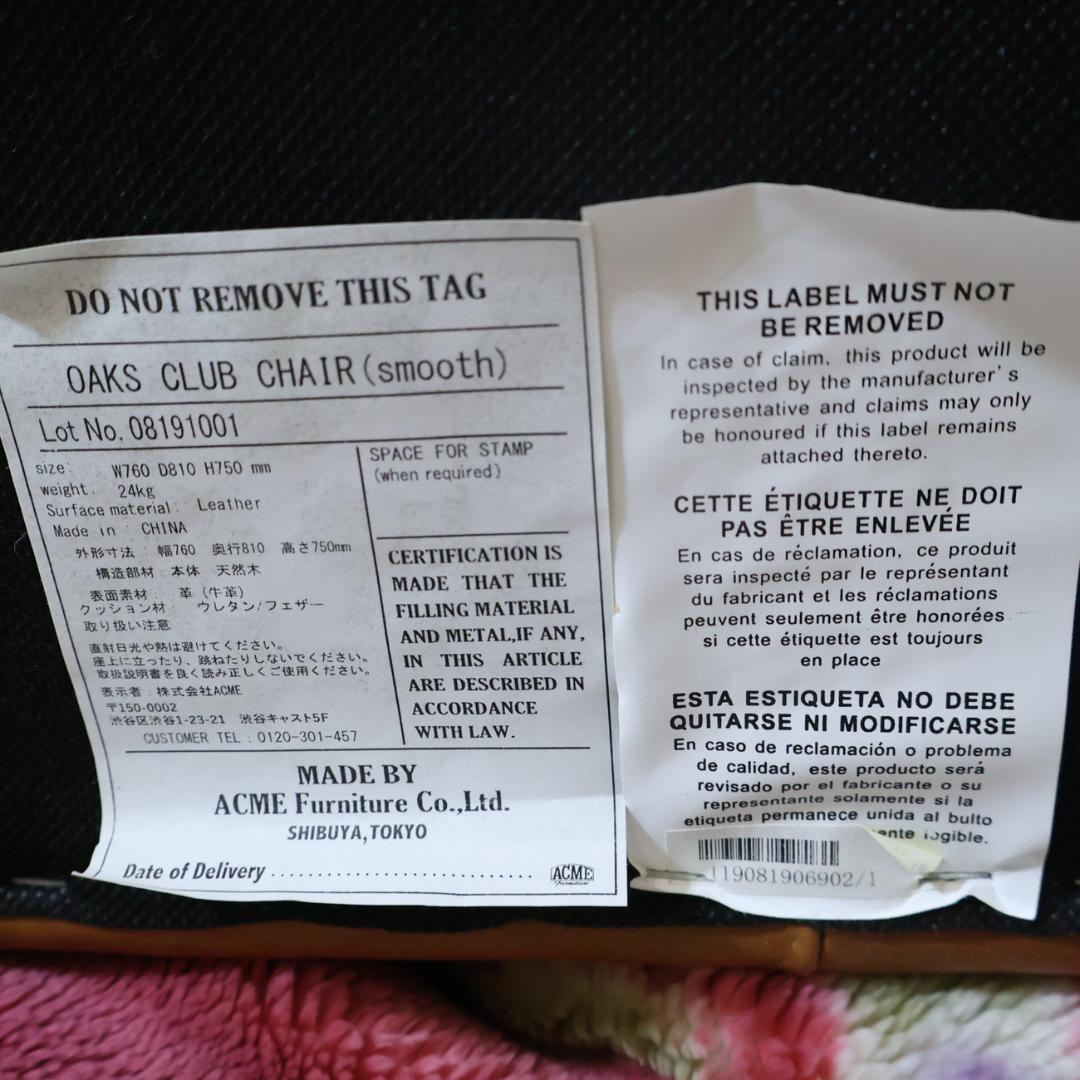 DO NOT REMOVE THIS TAG
OAKS CLUB CHAIR(smooth)
Lot No. 08191001
size: W760 D810 H750 mm
weight: 24kg
Surface material: Leather
Made in : CHINA
外形寸法 : 幅760 奥行810 高さ750mm
構造部材: 本体 天然木
表面素材: 革 (牛革)
クッション材 : ウレタン/フェザー
取り扱い注意
直射日光や熱は避けてください。
座上に立ったり、跳ねたりしないでください。
取扱説明書を良く読み正しくご使用ください。
表示者 : 株式会社ACME
〒150-0002
渋谷区渋谷1-23-21 渋谷キャスト5F
CUSTOMER TEL : 0120-301-457
SPACE FOR STAMP
(when required)
CERTIFICATION IS
MADE THAT THE
FILLING MATERIAL
AND METAL,IF ANY,
IN THIS ARTICLE
ARE DESCRIBED IN
ACCORDANCE
WITH LAW.
MADE BY
ACME Furniture Co.,Ltd.
SHIBUYA,TOKYO
Date of Delivery ..............................
ACME
Furniture
THIS LABEL MUST NOT
BE REMOVED
In case of claim, this product will be
inspected by the manufacturer's
representative and claims may only
be honoured if this label remains
attached thereto.
CETTE ÉTIQUETTE NE DOIT
PAS ÊTRE ENLEVÉE
En cas de réclamation, ce produit
sera inspecté par le représentant
du fabricant et les réclamations
peuvent seulement être honorées
si cette étiquette est toujours
en place
ESTA ESTIQUETA NO DEBE
QUITARSE NI MODIFICARSE
En caso de reclamación o problema
de calidad, este producto será
revisado por el fabricante o su
representante solamente si la
etiqueta permanece unida al bulto
legible.
119081906902/1